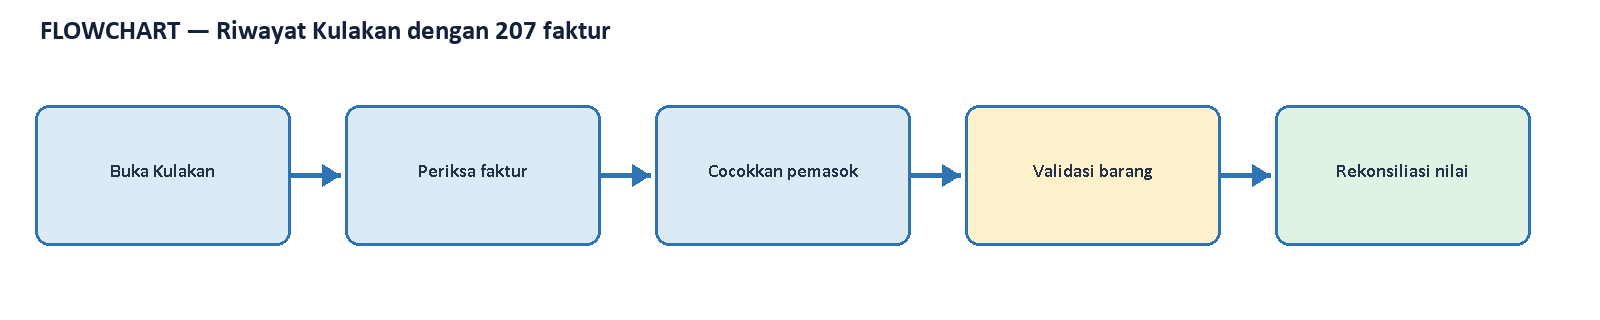 FLOWCHART — Riwayat Kulakan dengan 207 faktur
Buka Kulakan
Periksa faktur
Cocokkan pemasok
Validasi barang
Rekonsiliasi nilai